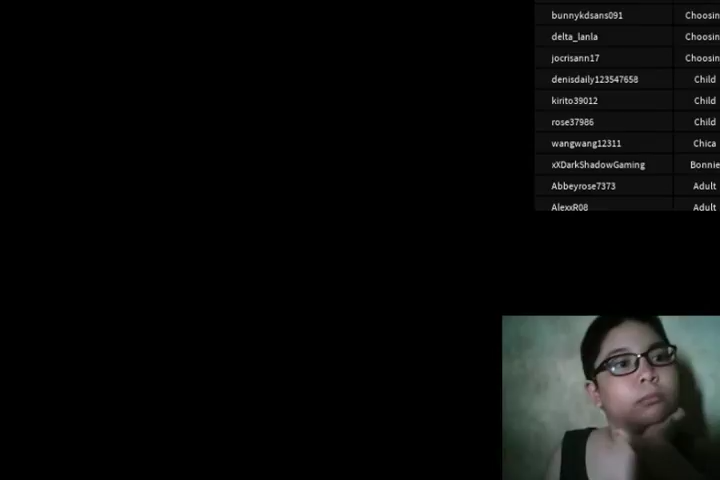 bunnykdsans091 Choosin
delta_lanla Choosin
jocrisann17 Choosin
denisdaily123547658 Child
kirito39012 Child
rose37986 Child
wangwang12311 Chica
xXDarkShadowGaming Bonnie
Abbeyrose7373 Adult
AlexxR08 Adult